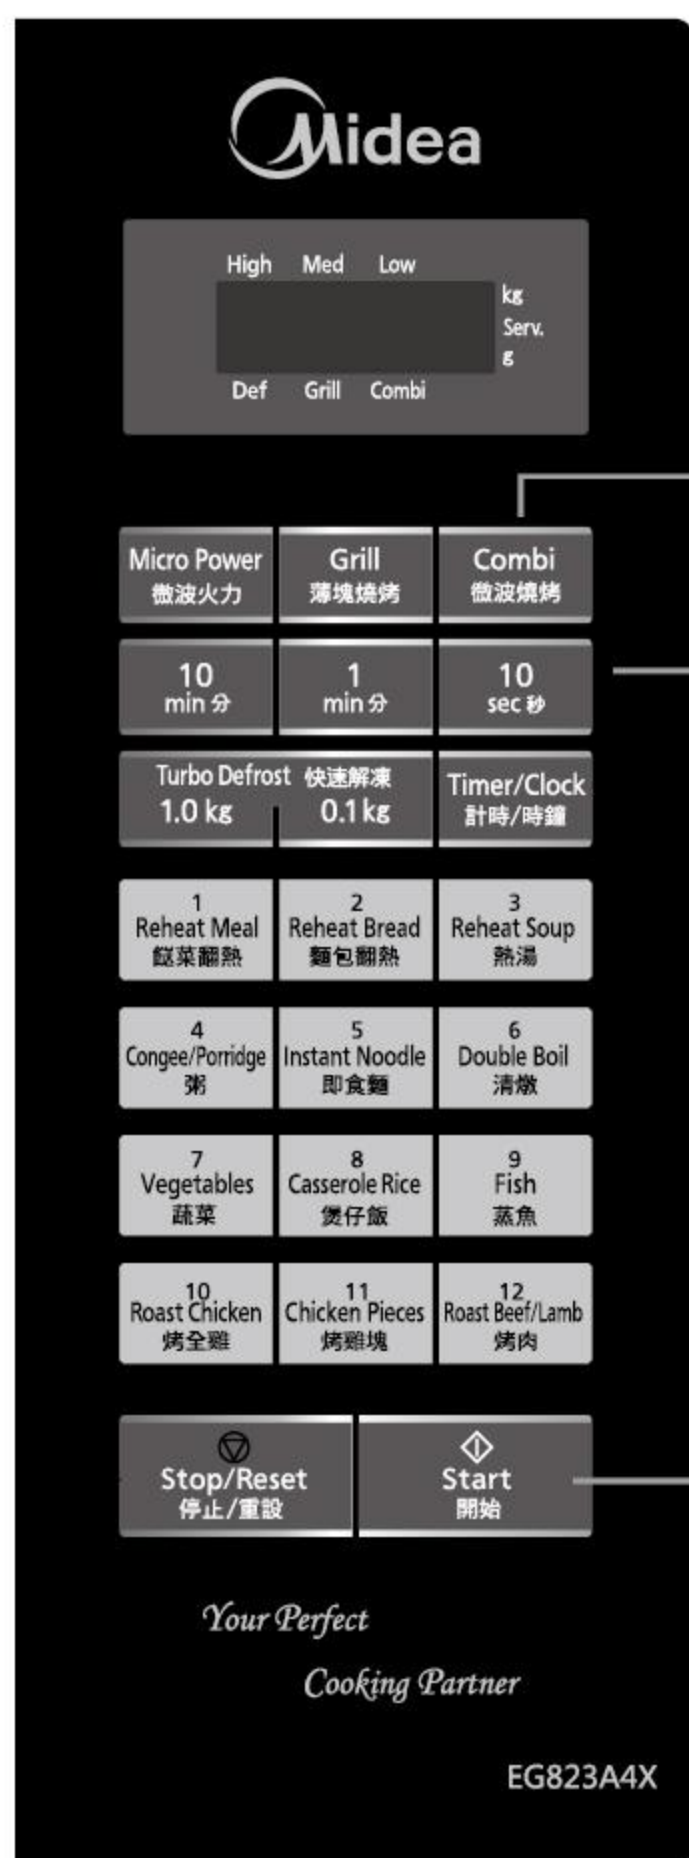 Midea
High Med Low
kg
Serv.
g
Def Grill Combi
Micro Power
微波火力
Grill
薄塊燒烤
Combi
微波燒烤
10
min 分
1
min 分
10
sec 秒
Turbo Defrost 快速解凍
1.0 kg 0.1 kg
Timer/Clock
計時/時鐘
1
Reheat Meal
餸菜翻熱
2
Reheat Bread
麵包翻熱
3
Reheat Soup
熱湯
4
Congee/Porridge
粥
5
Instant Noodle
即食麵
6
Double Boil
清燉
7
Vegetables
蔬菜
8
Casserole Rice
煲仔飯
9
Fish
蒸魚
10
Roast Chicken
烤全雞
11
Chicken Pieces
烤雞塊
12
Roast Beef/Lamb
烤肉
Stop/Reset
停止/重設
Start
開始
Your Perfect
Cooking Partner
EG823A4X